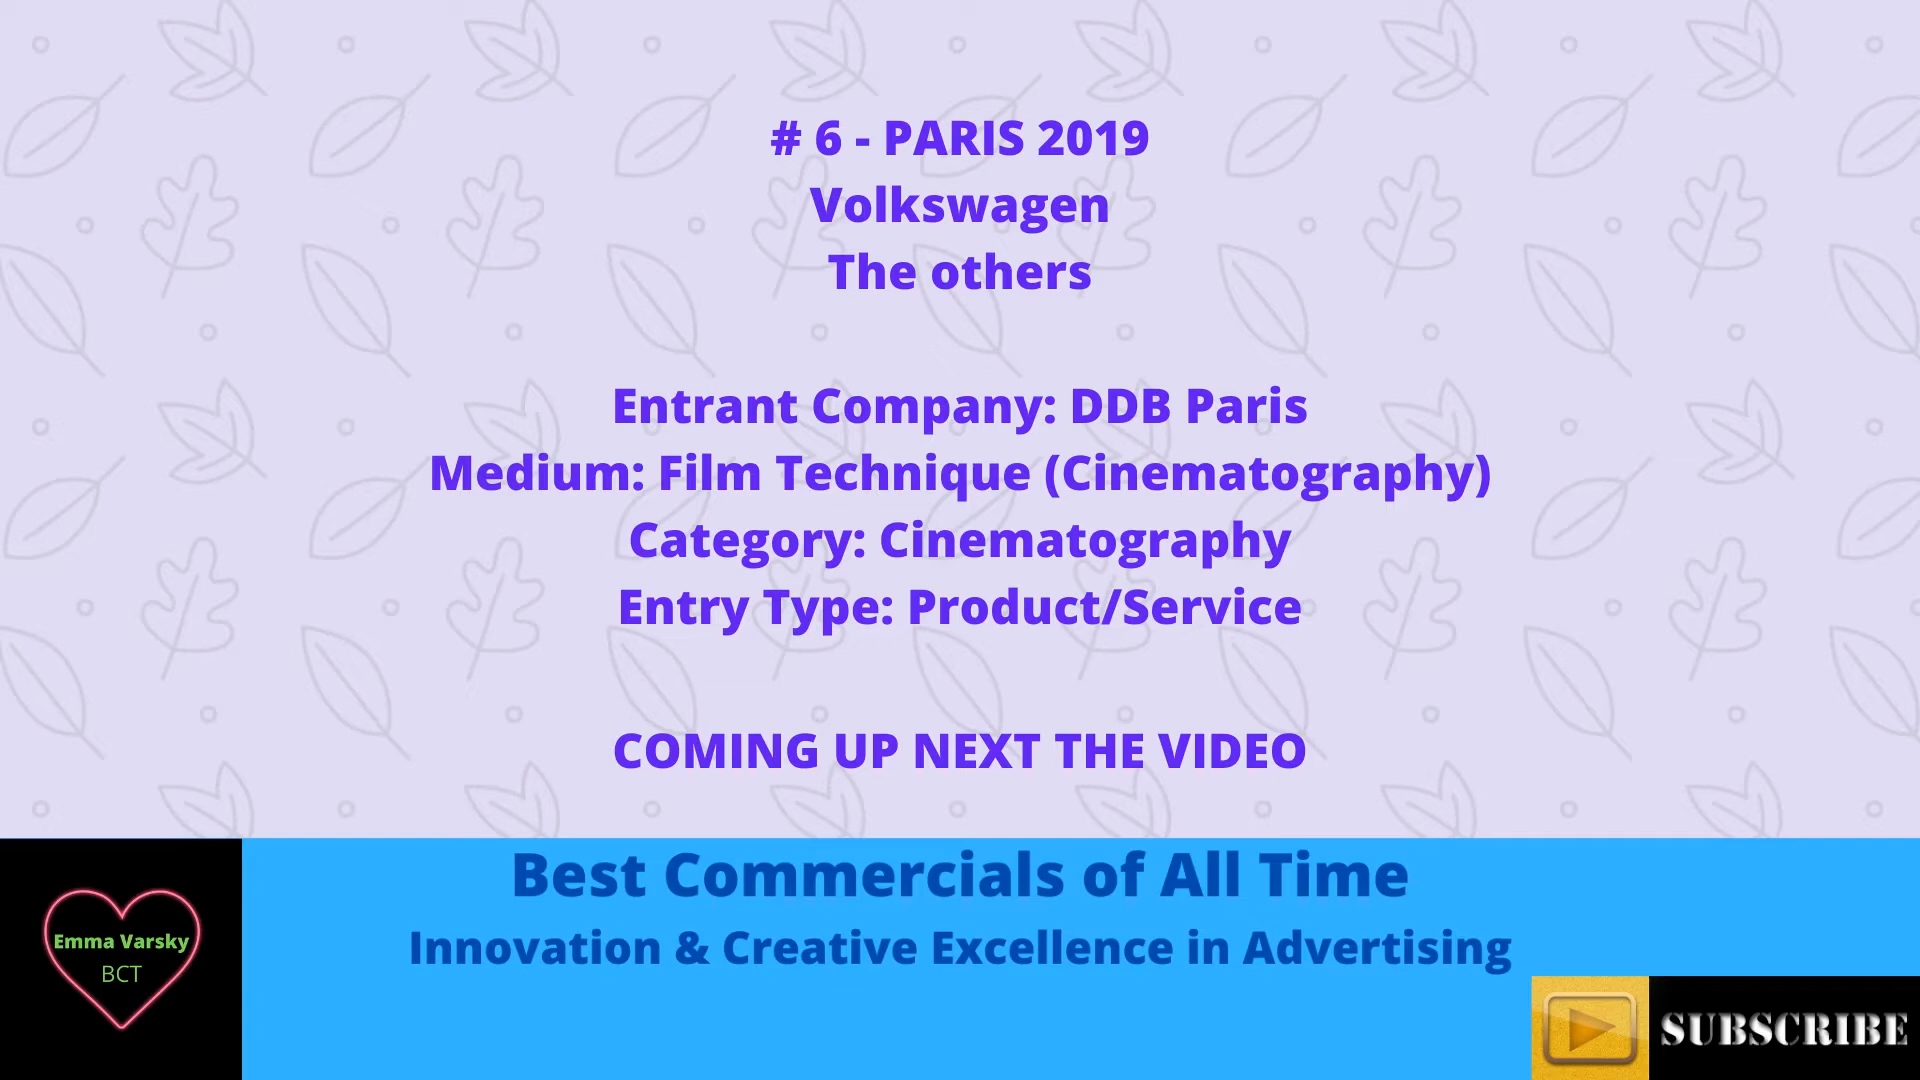 # 6 - PARIS 2019
Volkswagen
The others
Entrant Company: DDB Paris
Medium: Film Technique (Cinematography)
Category: Cinematography
Entry Type: Product/Service
COMING UP NEXT THE VIDEO
Best Commercials of All Time
Innovation & Creative Excellence in Advertising
Emma Varsky
BCT
SUBSCRIBE